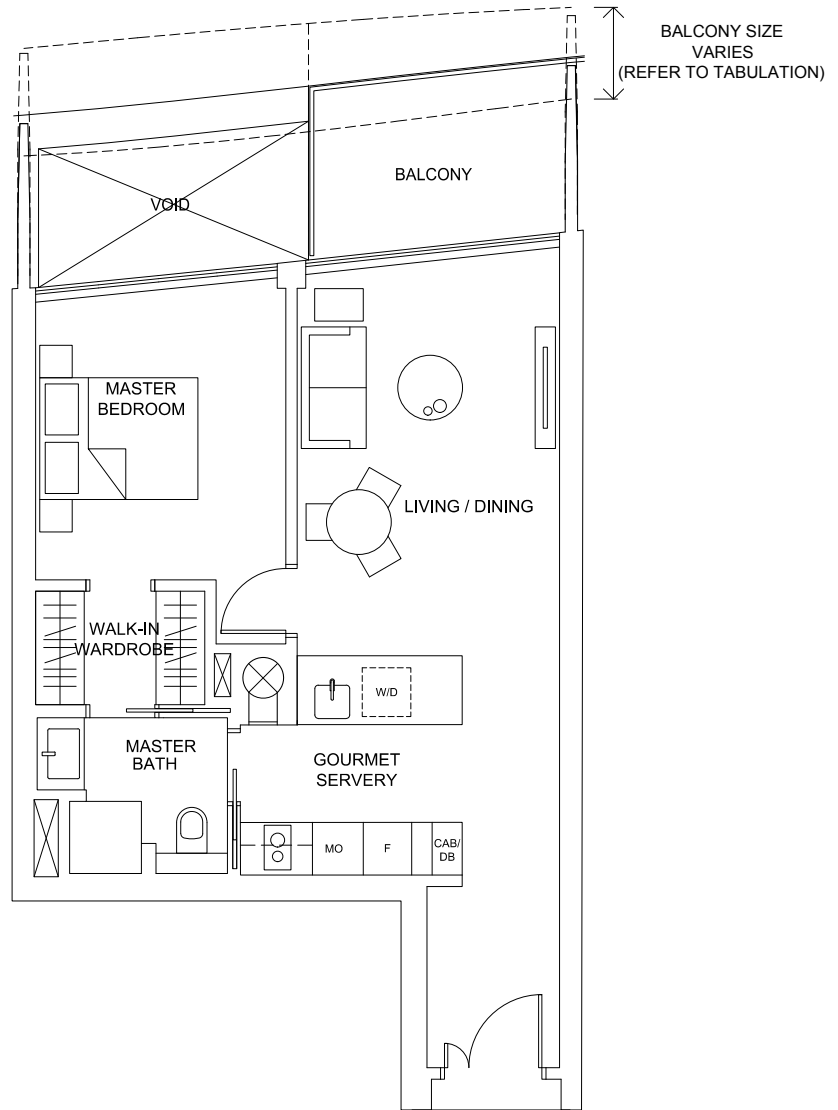 BALCONY SIZE
VARIES
(REFER TO TABULATION)
BALCONY
VOID
MASTER
BEDROOM
LIVING / DINING
WALK-IN
WARDROBE
W/D
MASTER
BATH
GOURMET
SERVERY
MO
F
CAB/
DB